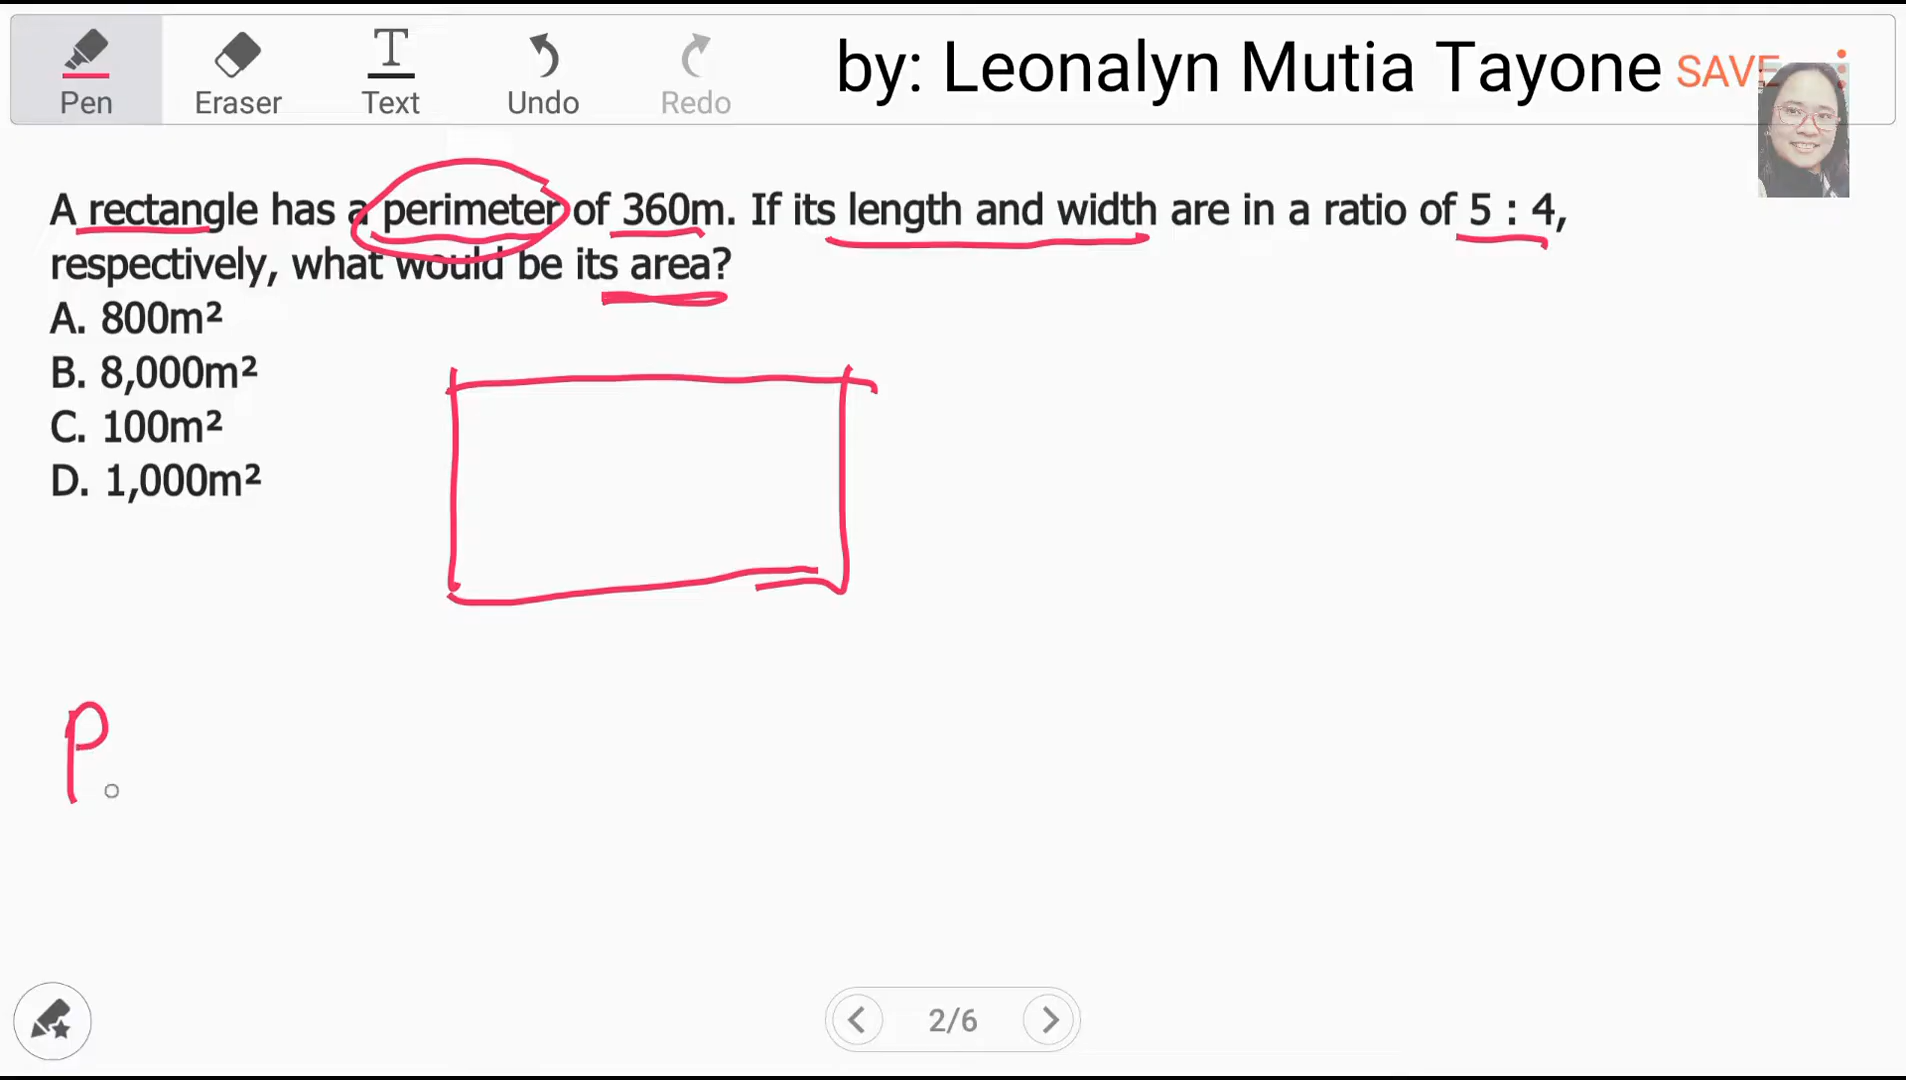 Pen Eraser Text Undo Redo by: Leonalyn Mutia Tayone SAVE
A rectangle has a perimeter of 360m. If its length and width are in a ratio of 5 : 4,
respectively, what would be its area?
A. 800m²
B. 8,000m²
C. 100m²
D. 1,000m²
P
2/6